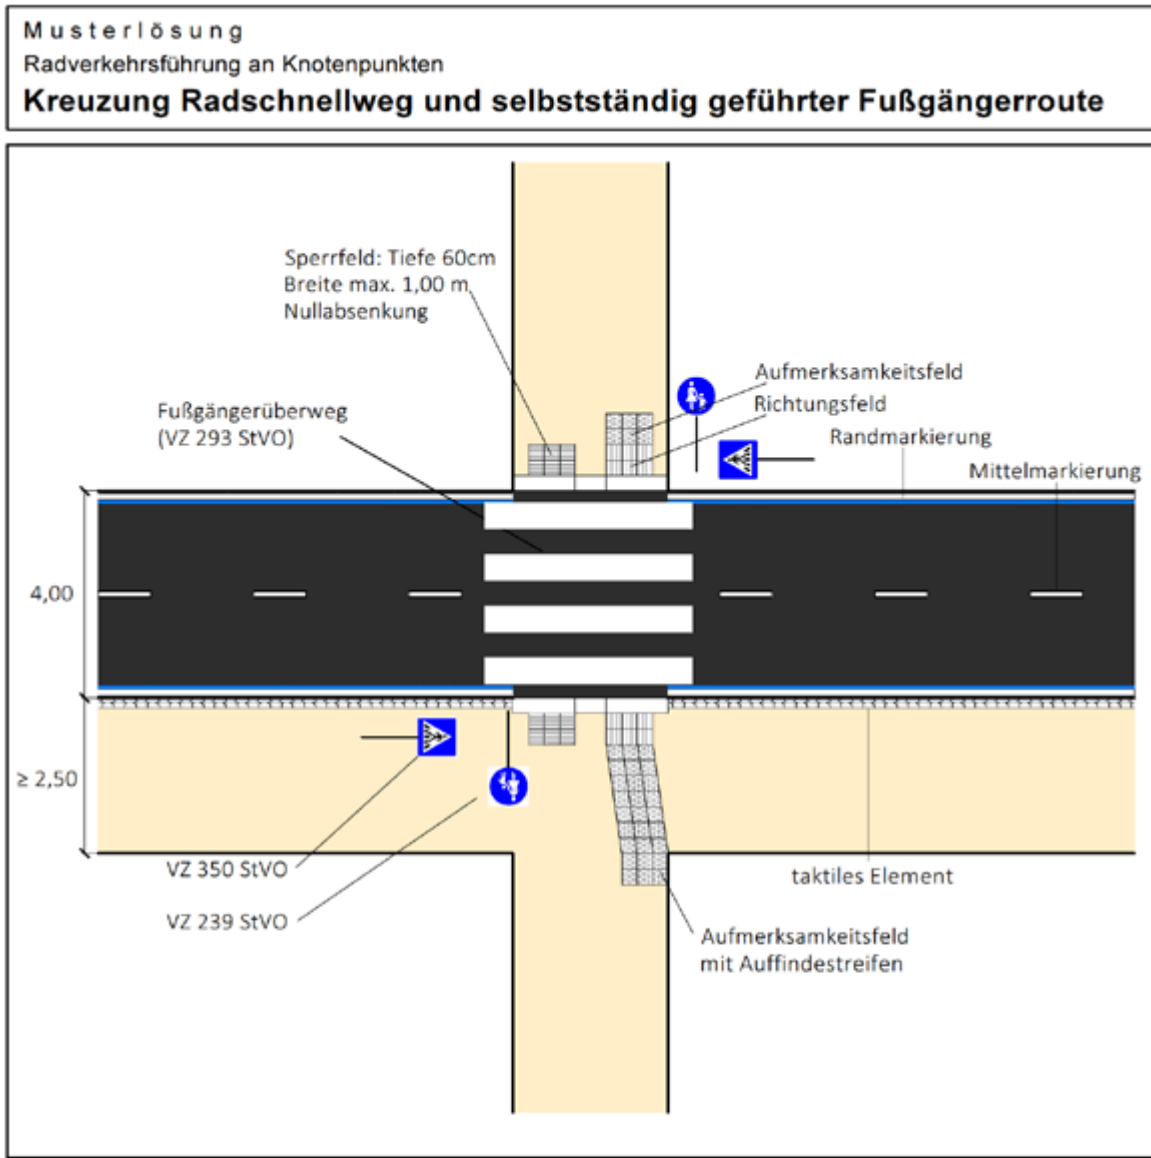 Musterlösung
Radverkehrsführung an Knotenpunkten
Kreuzung Radschnellweg und selbstständig geführter Fußgängerroute
Sperrfeld: Tiefe 60cm
Breite max. 1,00 m
Nullabsenkung
Aufmerksamkeitsfeld
Richtungsfeld
Fußgängerüberweg
(VZ 293 StVO)
Randmarkierung
Mittelmarkierung
4,00
≥ 2,50
VZ 350 StVO
taktiles Element
VZ 239 StVO
Aufmerksamkeitsfeld
mit Auffindestreifen